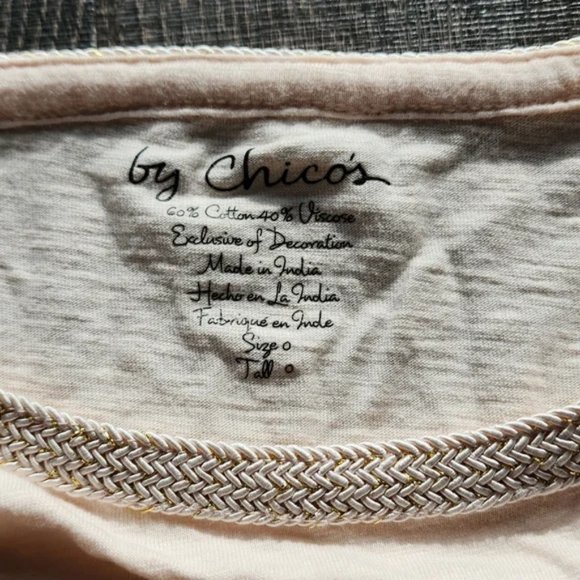 by Chico's
60% Cotton 40% Viscose
Exclusive of Decoration
Made in India
Hecho en La India
Fabriqué en Inde
Size 0
Tall 0